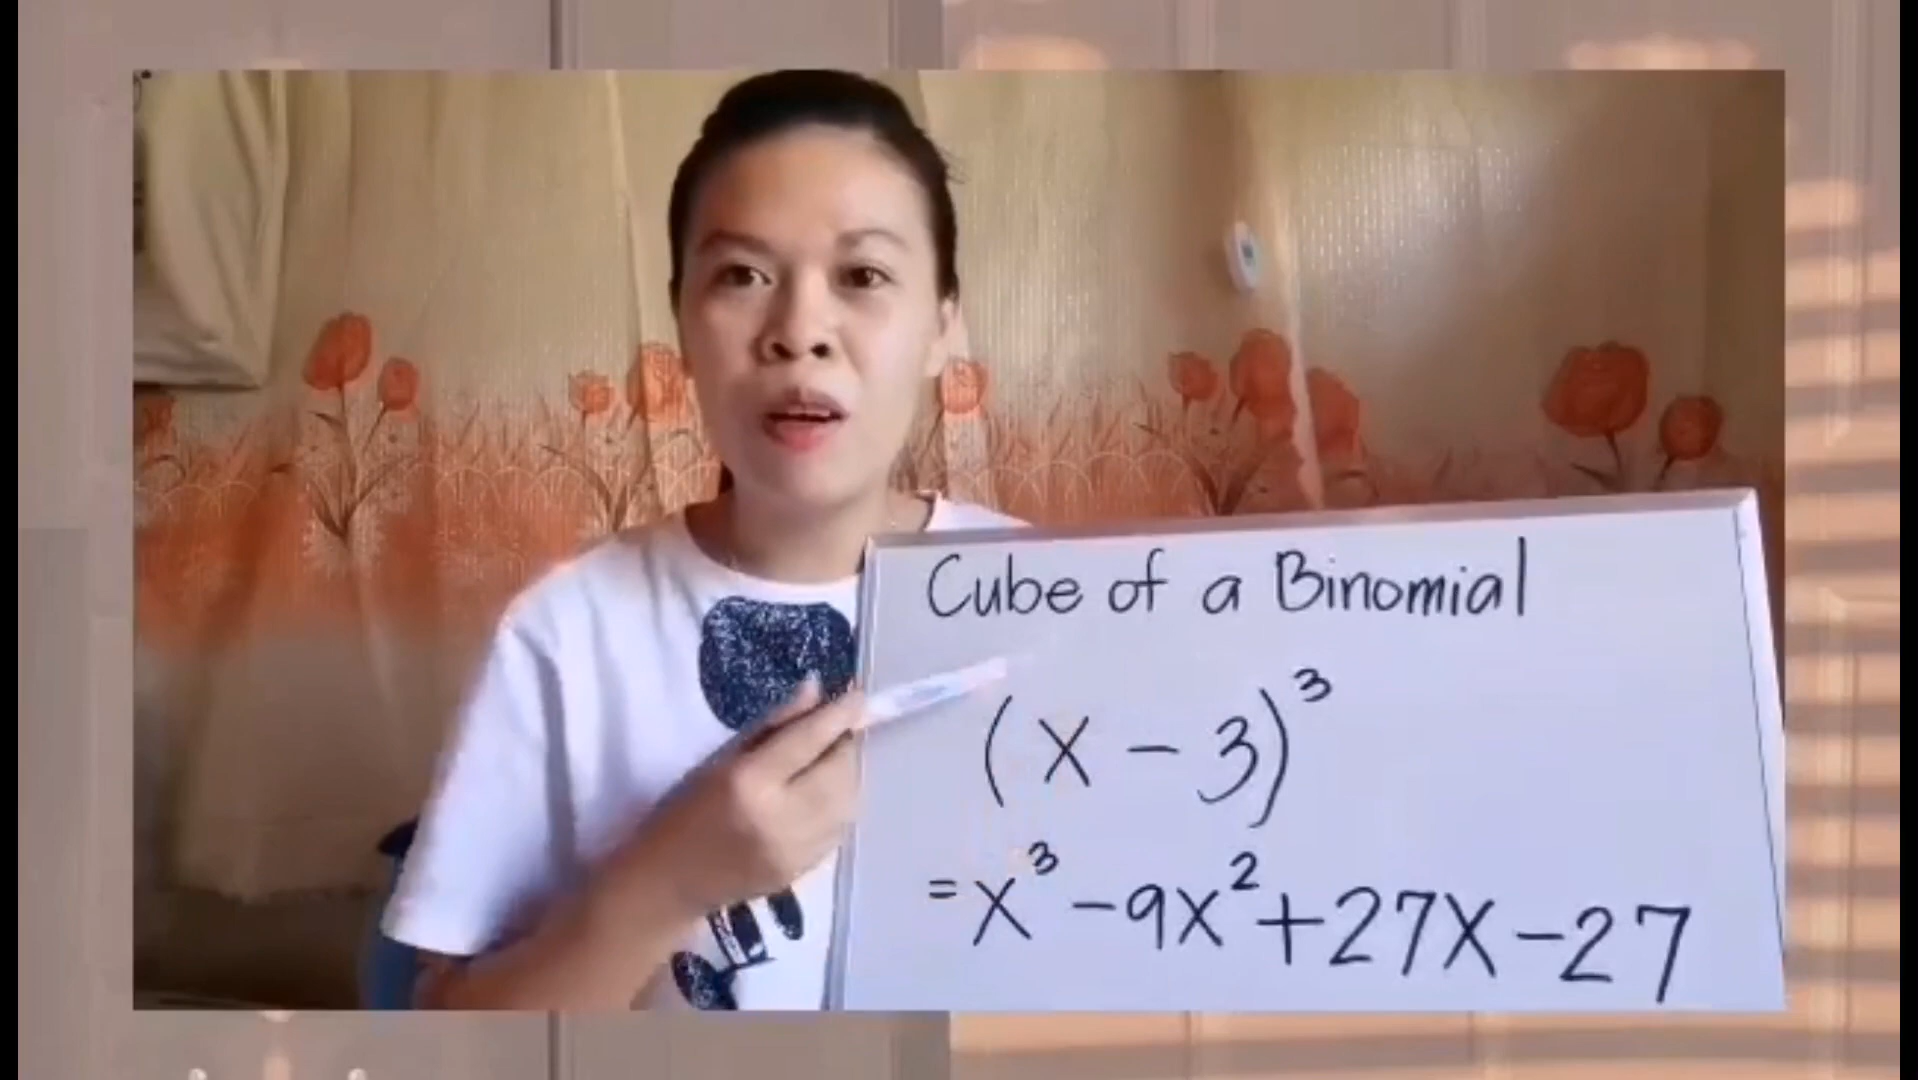 Cube of a Binomial
(x - 3)³
= x³ - 9x² + 27x - 27